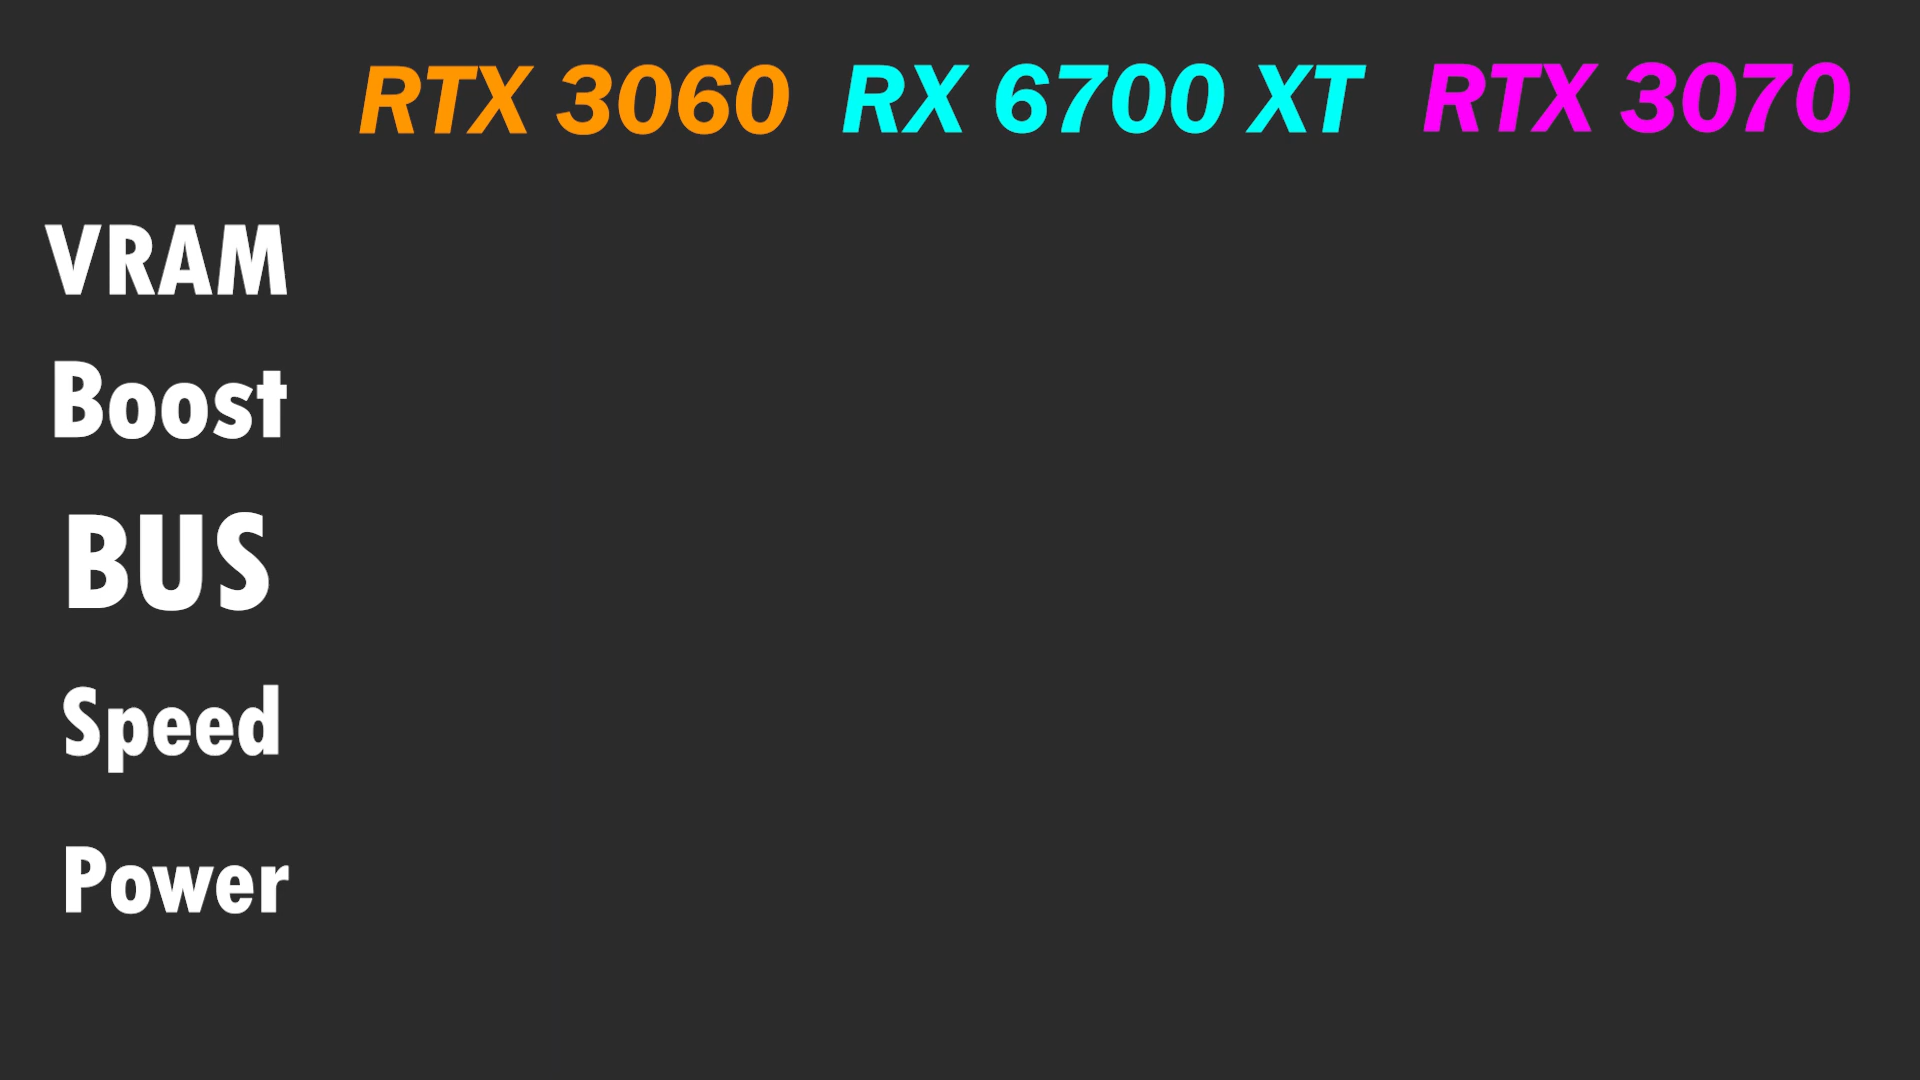 RTX 3060 RX 6700 XT RTX 3070
VRAM
Boost
BUS
Speed
Power